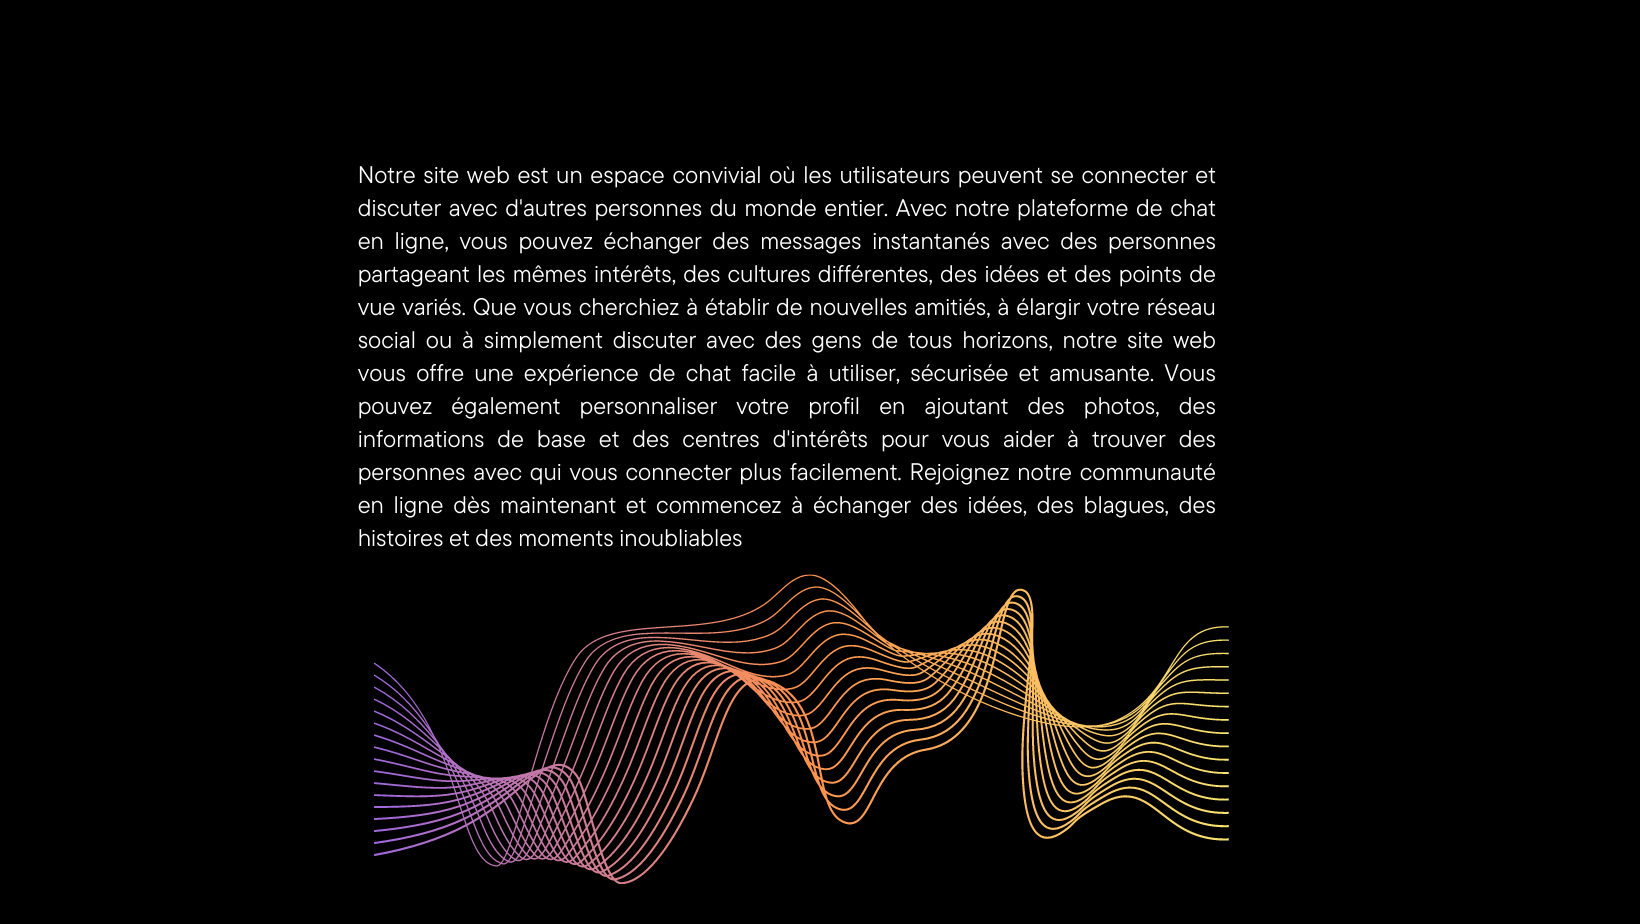 Notre site web est un espace convivial où les utilisateurs peuvent se connecter et
discuter avec d'autres personnes du monde entier. Avec notre plateforme de chat
en ligne, vous pouvez échanger des messages instantanés avec des personnes
partageant les mêmes intérêts, des cultures différentes, des idées et des points de
vue variés. Que vous cherchiez à établir de nouvelles amitiés, à élargir votre réseau
social ou à simplement discuter avec des gens de tous horizons, notre site web
vous offre une expérience de chat facile à utiliser, sécurisée et amusante. Vous
pouvez également personnaliser votre profil en ajoutant des photos, des
informations de base et des centres d'intérêts pour vous aider à trouver des
personnes avec qui vous connecter plus facilement. Rejoignez notre communauté
en ligne dès maintenant et commencez à échanger des idées, des blagues, des
histoires et des moments inoubliables